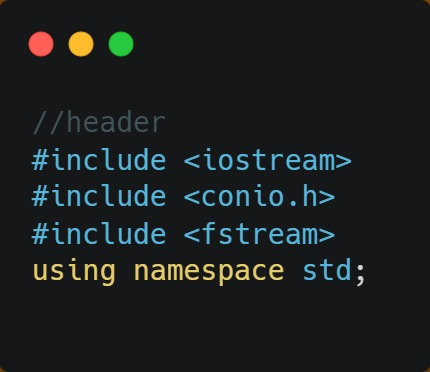 //header
#include <iostream>
#include <conio.h>
#include <fstream>
using namespace std;